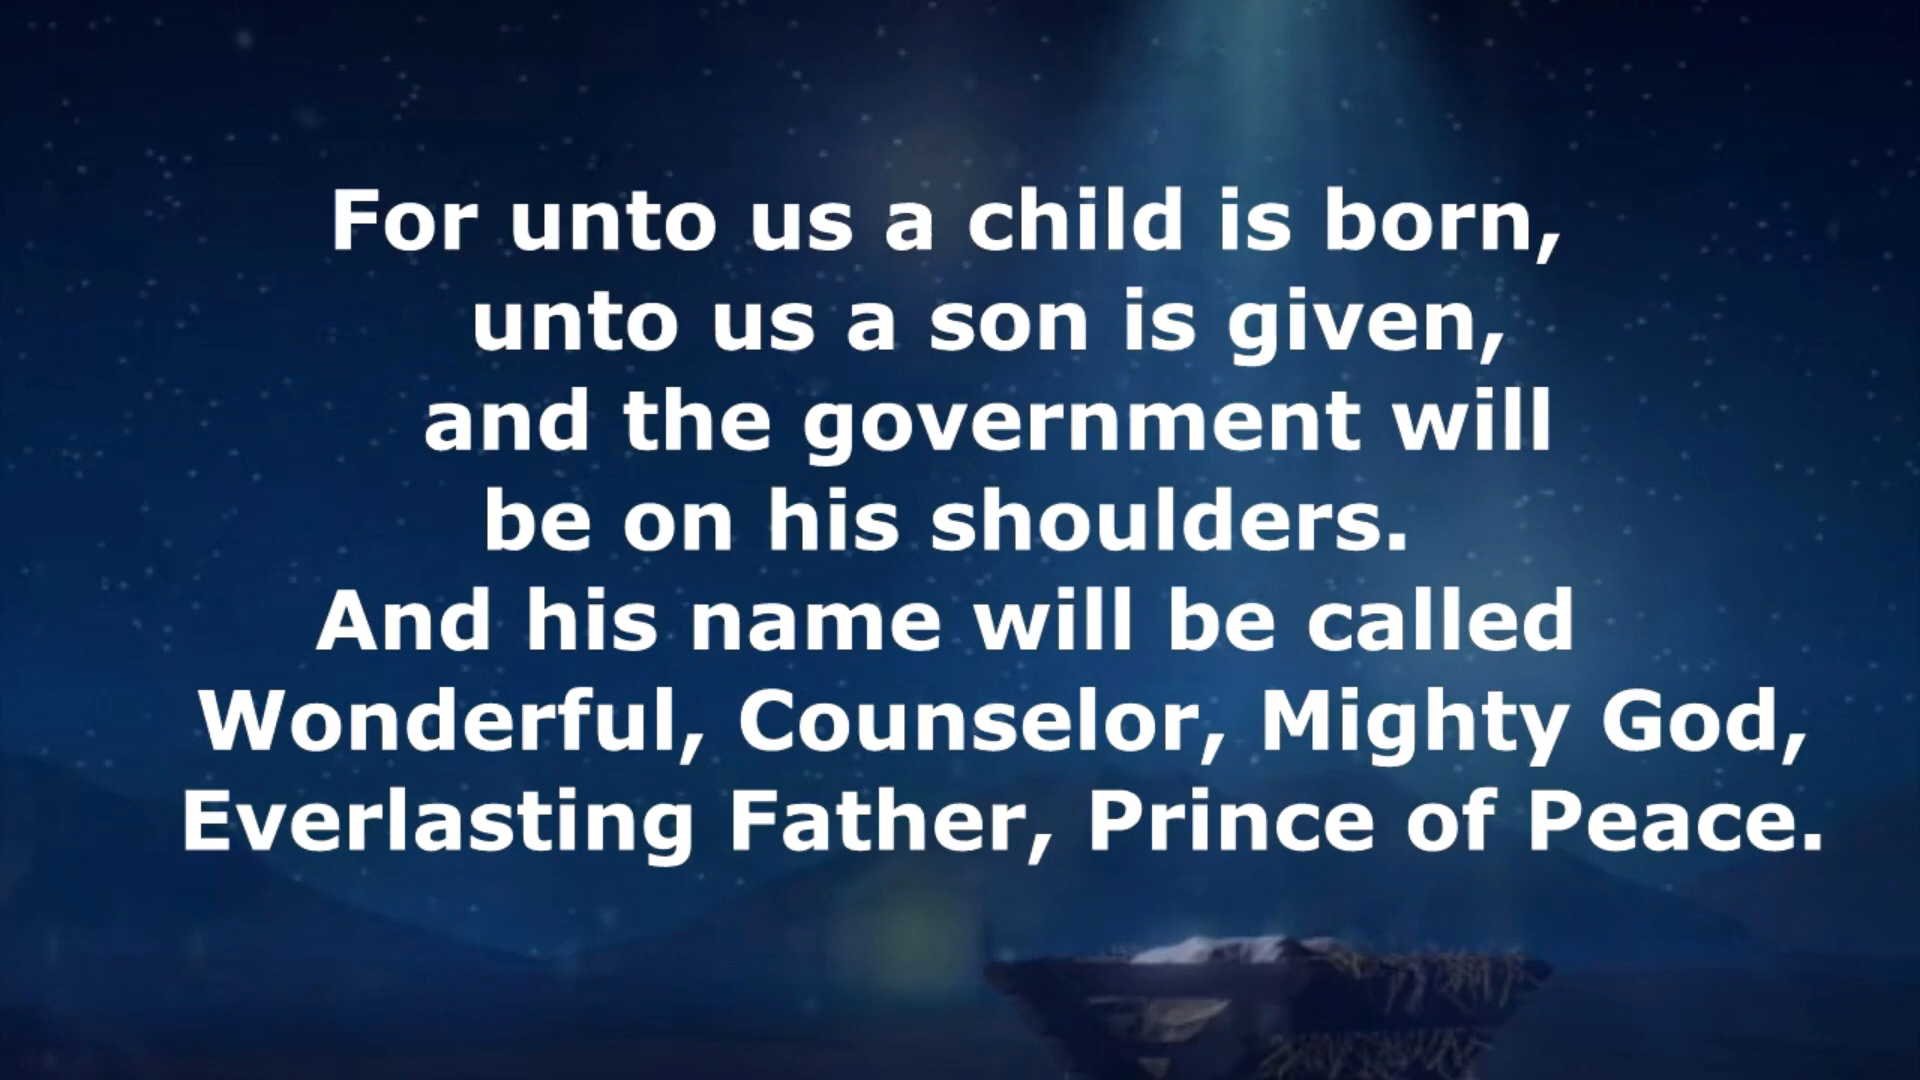 For unto us a child is born,
unto us a son is given,
and the government will
be on his shoulders.
And his name will be called
Wonderful, Counselor, Mighty God,
Everlasting Father, Prince of Peace.